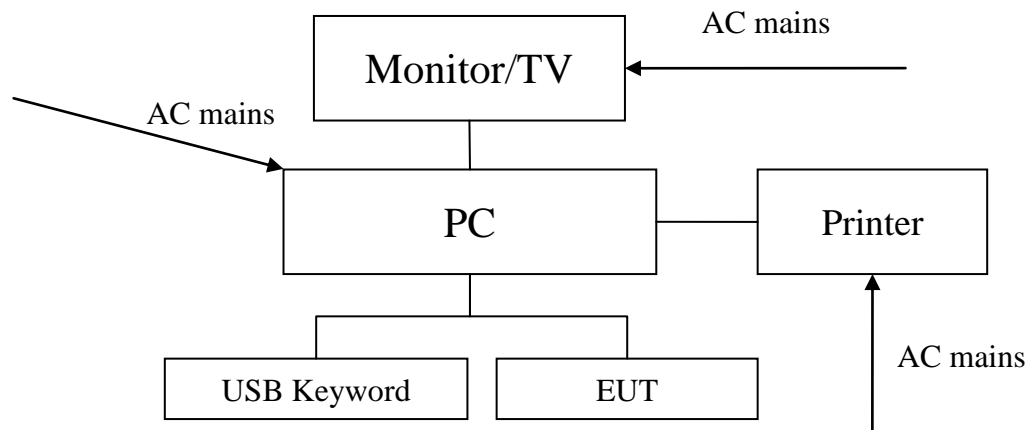 AC mains
Monitor/TV
AC mains
PC
Printer
AC mains
USB Keyword
EUT